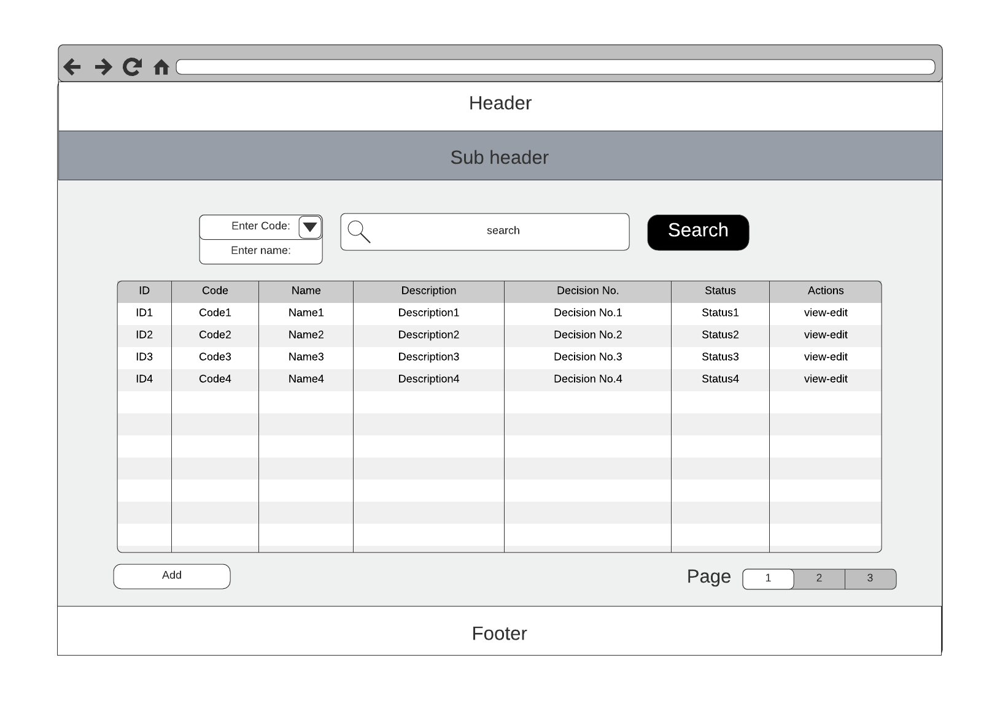 Header
Sub header
Enter Code:
Enter name:
search
Search
ID Code Name Description Decision No. Status Actions
ID1 Code1 Name1 Description1 Decision No.1 Status1 view-edit
ID2 Code2 Name2 Description2 Decision No.2 Status2 view-edit
ID3 Code3 Name3 Description3 Decision No.3 Status3 view-edit
ID4 Code4 Name4 Description4 Decision No.4 Status4 view-edit
Add
Page 1 2 3
Footer